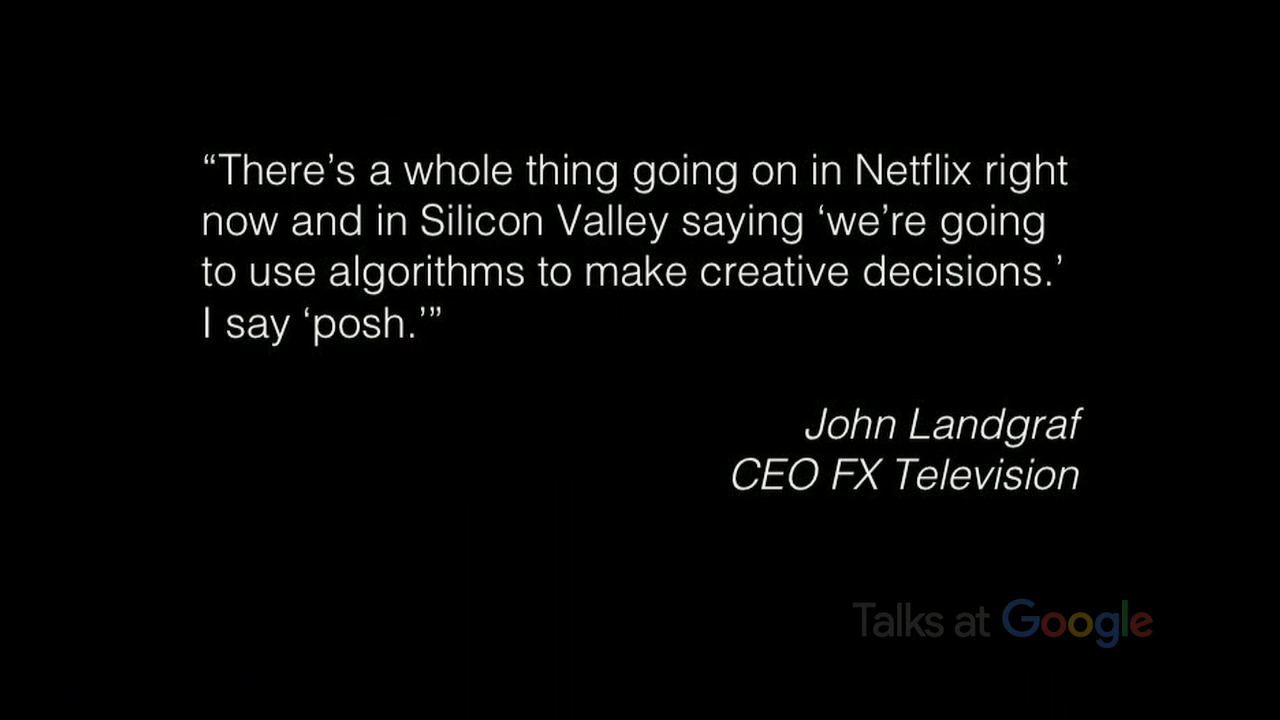 “There’s a whole thing going on in Netflix right
now and in Silicon Valley saying ‘we’re going
to use algorithms to make creative decisions.’
I say ‘posh.’”
John Landgraf
CEO FX Television
Talks at Google